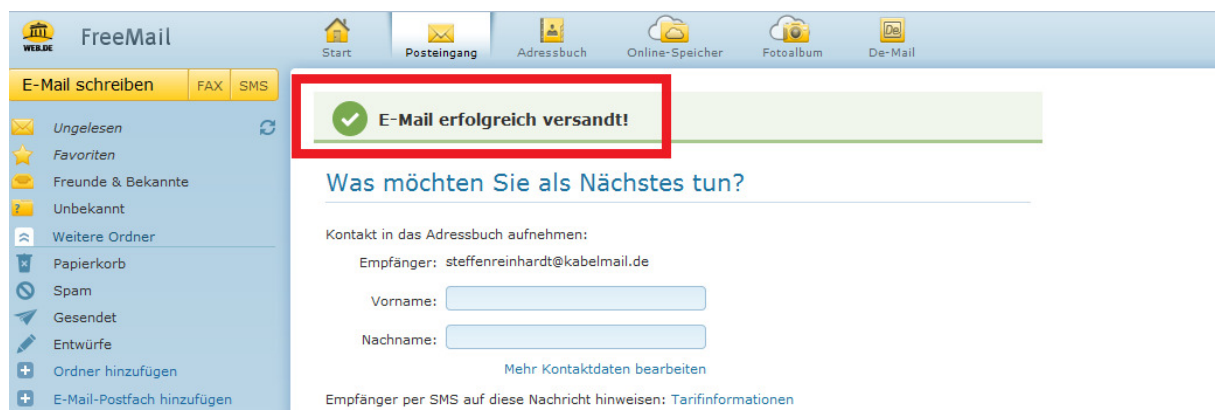 WEB.DE
FreeMail
Start
Posteingang
Adressbuch
Online-Speicher
Fotoalbum
De-Mail
De
E-Mail schreiben
FAX
SMS
Ungelesen
Favoriten
Freunde & Bekannte
?
Unbekannt
Weitere Ordner
Papierkorb
Spam
Gesendet
Entwürfe
Ordner hinzufügen
E-Mail-Postfach hinzufügen
E-Mail erfolgreich versandt!
Was möchten Sie als Nächstes tun?
Kontakt in das Adressbuch aufnehmen:
Empfänger: steffenreinhardt@kabelmail.de
Vorname:
Nachname:
Mehr Kontaktdaten bearbeiten
Empfänger per SMS auf diese Nachricht hinweisen: Tarifinformationen